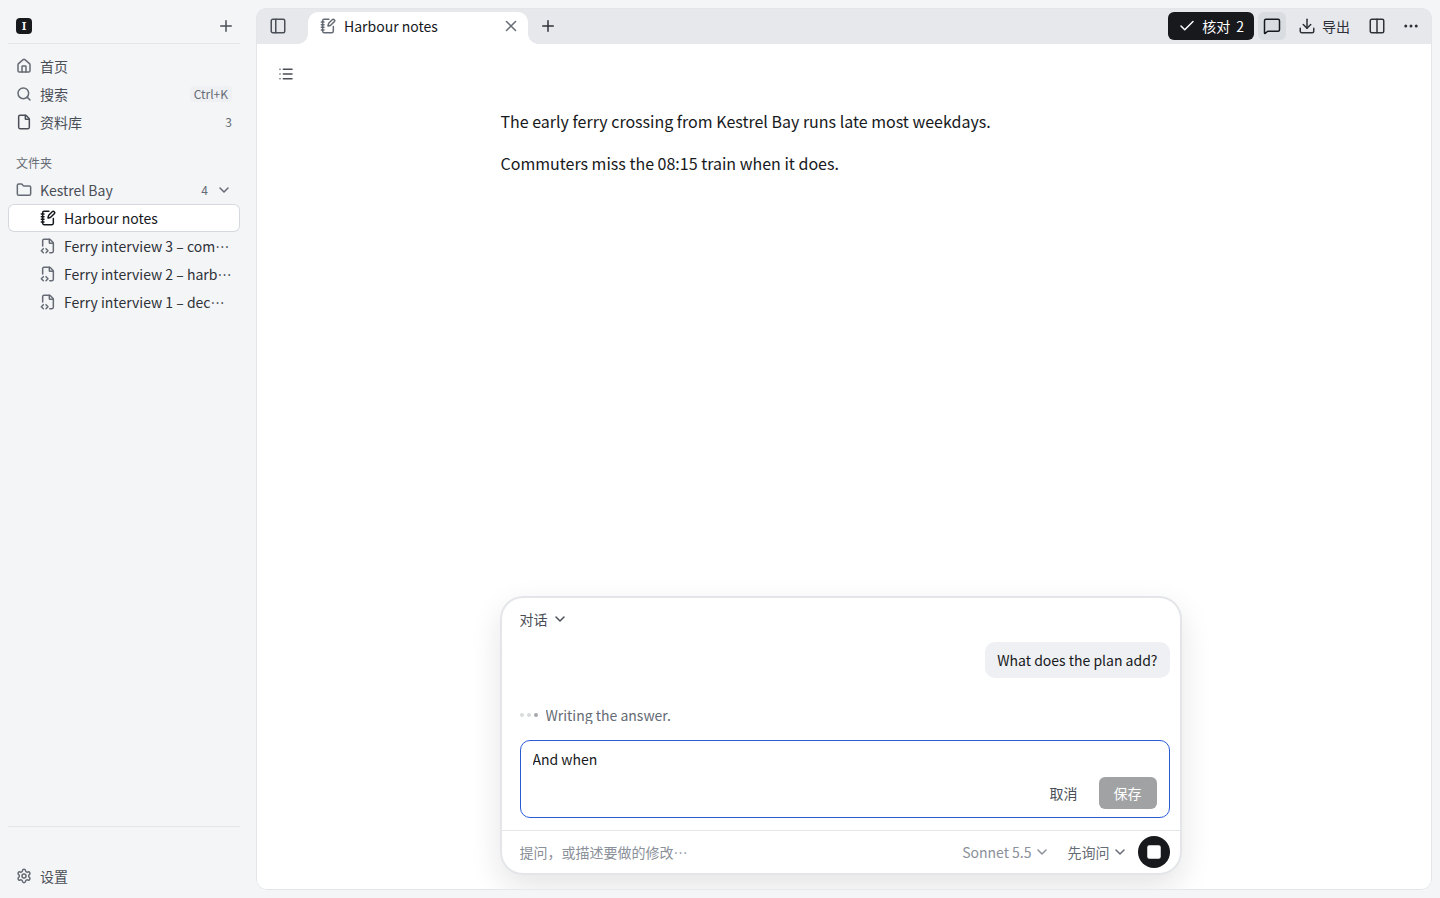 I
首页
搜索 Ctrl+K
资料库 3
文件夹
Kestrel Bay 4
Harbour notes
Ferry interview 3 – com···
Ferry interview 2 – harb···
Ferry interview 1 – dec···
设置
Harbour notes
核对 2
导出
The early ferry crossing from Kestrel Bay runs late most weekdays.
Commuters miss the 08:15 train when it does.
对话
What does the plan add?
Writing the answer.
And when
取消 保存
提问，或描述要做的修改··· Sonnet 5.5 先询问